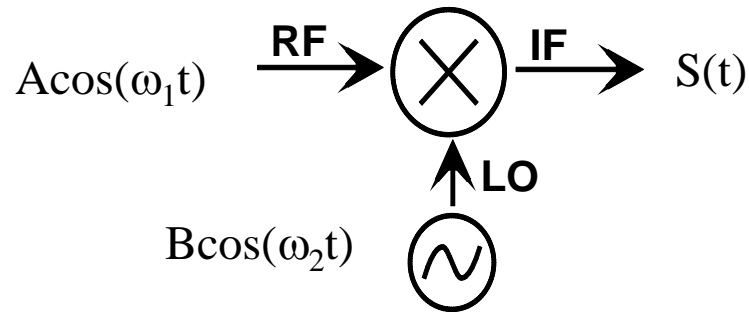 RF
IF
Acos(ω₁t)
S(t)
LO
Bcos(ω₂t)